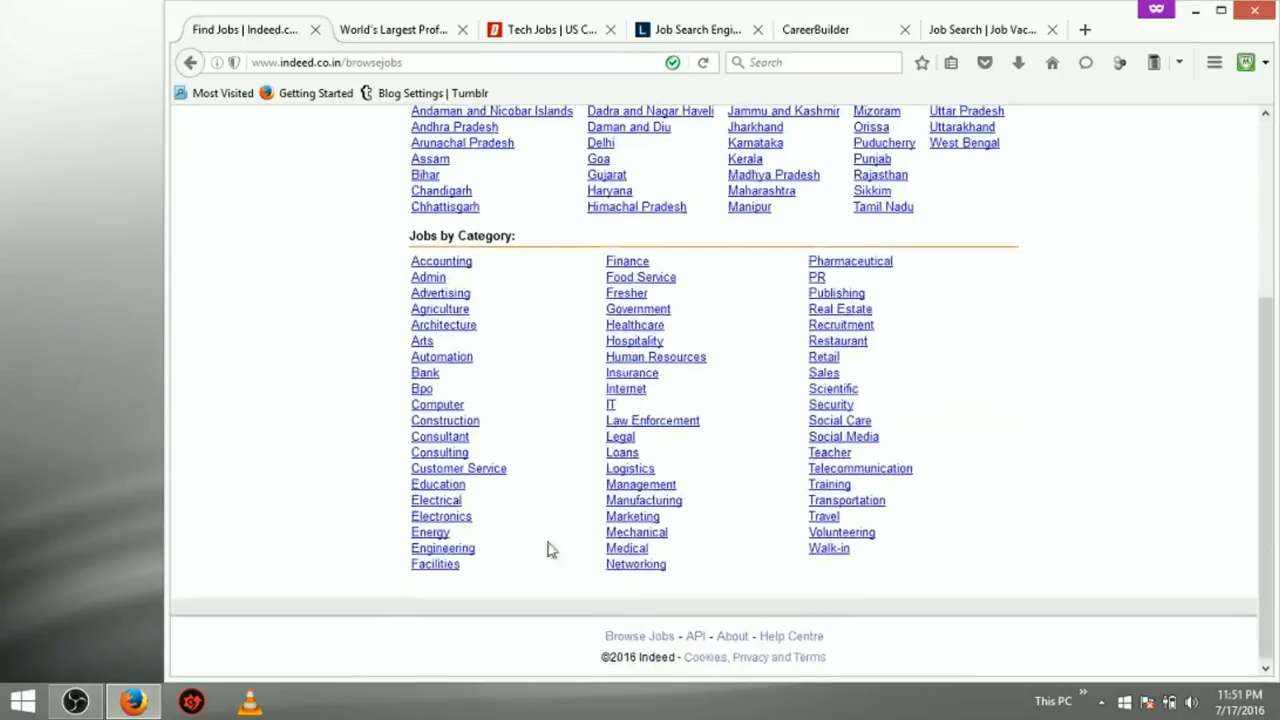 Find Jobs | Indeed.c... World's Largest Prof... Tech Jobs | US C... Job Search Engi... CareerBuilder Job Search | Job Vac...
www.indeed.co.in/browsejobs Search
Most Visited Getting Started Blog Settings | Tumblr
Andaman and Nicobar Islands Dadra and Nagar Haveli Jammu and Kashmir Mizoram Uttar Pradesh
Andhra Pradesh Daman and Diu Jharkhand Orissa Uttarakhand
Arunachal Pradesh Delhi Karnataka Puducherry West Bengal
Assam Goa Kerala Punjab
Bihar Gujarat Madhya Pradesh Rajasthan
Chandigarh Haryana Maharashtra Sikkim
Chhattisgarh Himachal Pradesh Manipur Tamil Nadu
Jobs by Category:
Accounting Finance Pharmaceutical
Admin Food Service PR
Advertising Fresher Publishing
Agriculture Government Real Estate
Architecture Healthcare Recruitment
Arts Hospitality Restaurant
Automation Human Resources Retail
Bank Insurance Sales
Bpo Internet Scientific
Computer IT Security
Construction Law Enforcement Social Care
Consultant Legal Social Media
Consulting Loans Teacher
Customer Service Logistics Telecommunication
Education Management Training
Electrical Manufacturing Transportation
Electronics Marketing Travel
Energy Mechanical Volunteering
Engineering Medical Walk-in
Facilities Networking
Browse Jobs - API - About - Help Centre
©2016 Indeed - Cookies, Privacy and Terms
This PC 11:51 PM
7/17/2016